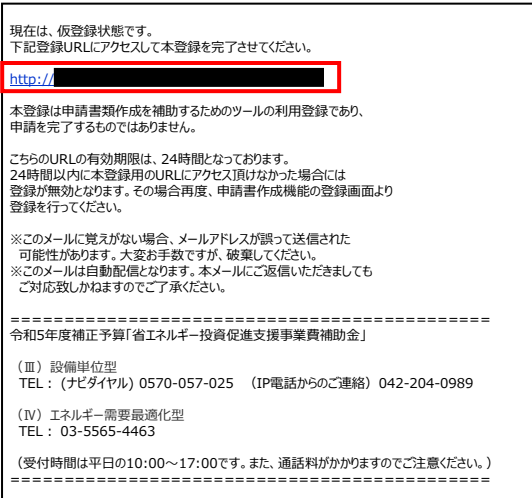 現在は、仮登録状態です。
下記登録URLにアクセスして本登録を完了させてください。
http://
本登録は申請書類作成を補助するためのツールの利用登録であり、
申請を完了するものではありません。
こちらのURLの有効期限は、24時間となっております。
24時間以内に本登録用のURLにアクセス頂けなかった場合には
登録が無効となります。その場合再度、申請書作成機能の登録画面より
登録を行ってください。
※このメールに覚えがない場合、メールアドレスが誤って送信された
可能性があります。大変お手数ですが、破棄してください。
※このメールは自動配信となります。本メールにご返信いただきましても
ご対応致しかねますのでご了承ください。
============================================
令和5年度補正予算「省エネルギー投資促進支援事業費補助金」
（Ⅲ）設備単位型
TEL： (ナビダイヤル) 0570-057-025 （IP電話からのご連絡）042-204-0989
（Ⅳ）エネルギー需要最適化型
TEL： 03-5565-4463
（受付時間は平日の10:00～17:00です。また、通話料がかかりますのでご注意ください。）
============================================